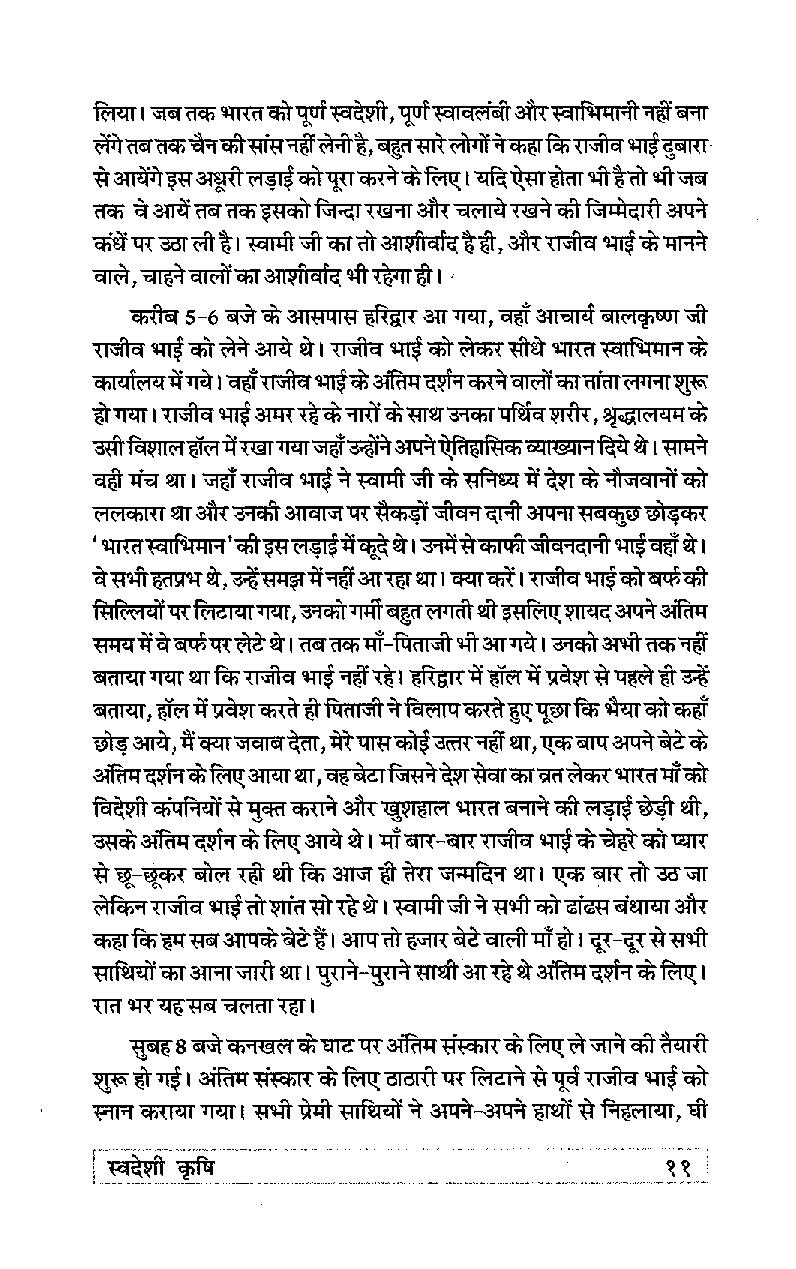 लिया। जब तक भारत को पूर्ण स्वदेशी, पूर्ण स्वावलंबी और स्वाभिमानी नहीं बना
लेंगे तब तक चैन की सांस नहीं लेनी है, बहुत सारे लोगों ने कहा कि राजीव भाई दुबारा
से आयेंगे इस अधूरी लड़ाई को पूरा करने के लिए। यदि ऐसा होता भी है तो भी जब
तक वे आयें तब तक इसको जिन्दा रखना और चलाये रखने की जिम्मेदारी अपने
कंधें पर उठा ली है। स्वामी जी का तो आशीर्वाद है ही, और राजीव भाई के मानने
वाले, चाहने वालों का आशीर्वाद भी रहेगा ही।
करीब 5-6 बजे के आसपास हरिद्वार आ गया, वहाँ आचार्य बालकृष्ण जी
राजीव भाई को लेने आये थे। राजीव भाई को लेकर सीधे भारत स्वाभिमान के
कार्यालय में गये। वहाँ राजीव भाई के अंतिम दर्शन करने वालों का तांता लगना शुरू
हो गया। राजीव भाई अमर रहे के नारों के साथ उनका पर्थिव शरीर, श्रृद्धालयम के
उसी विशाल हॉल में रखा गया जहाँ उन्होंने अपने ऐतिहासिक व्याख्यान दिये थे। सामने
वही मंच था। जहाँ राजीव भाई ने स्वामी जी के सनिध्य में देश के नौजवानों को
ललकारा था और उनकी आवाज पर सैकड़ों जीवन दानी अपना सबकुछ छोड़कर
'भारत स्वाभिमान' की इस लड़ाई में कूदे थे। उनमें से काफी जीवनदानी भाई वहाँ थे।
वे सभी हतप्रभ थे, उन्हें समझ में नहीं आ रहा था। क्या करें। राजीव भाई को बर्फ की
सिल्लियों पर लिटाया गया, उनको गर्मी बहुत लगती थी इसलिए शायद अपने अंतिम
समय में वे बर्फ पर लेटे थे। तब तक माँ-पिताजी भी आ गये। उनको अभी तक नहीं
बताया गया था कि राजीव भाई नहीं रहे। हरिद्वार में हॉल में प्रवेश से पहले ही उन्हें
बताया, हॉल में प्रवेश करते ही पिताजी ने विलाप करते हुए पूछा कि भैया को कहाँ
छोड़ आये, मैं क्या जवाब देता, मेरे पास कोई उत्तर नहीं था, एक बाप अपने बेटे के
अंतिम दर्शन के लिए आया था, वह बेटा जिसने देश सेवा का व्रत लेकर भारत माँ को
विदेशी कंपनियों से मुक्त कराने और खुशहाल भारत बनाने की लड़ाई छेड़ी थी,
उसके अंतिम दर्शन के लिए आये थे। माँ बार-बार राजीव भाई के चेहरे को प्यार
से छू-छूकर बोल रही थी कि आज ही तेरा जन्मदिन था। एक बार तो उठ जा
लेकिन राजीव भाई तो शांत सो रहे थे। स्वामी जी ने सभी को ढांढस बंधाया और
कहा कि हम सब आपके बेटे हैं। आप तो हजार बेटे वाली माँ हो। दूर-दूर से सभी
साथियों का आना जारी था। पुराने-पुराने साथी आ रहे थे अंतिम दर्शन के लिए।
रात भर यह सब चलता रहा।
सुबह 8 बजे कनखल के घाट पर अंतिम संस्कार के लिए ले जाने की तैयारी
शुरू हो गई। अंतिम संस्कार के लिए ठाठारी पर लिटाने से पूर्व राजीव भाई को
स्नान कराया गया। सभी प्रेमी साथियों ने अपने-अपने हाथों से निहलाया, घी
स्वदेशी कृषि ११